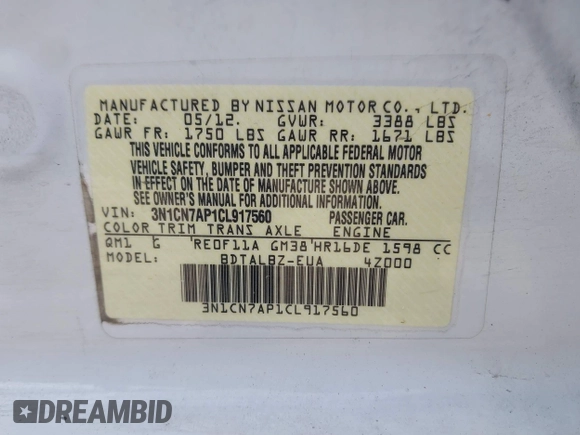 MANUFACTURED BY NISSAN MOTOR CO., LTD.
DATE: 05/12. GVWR: 3388 LBS
GAWR FR: 1750 LBS GAWR RR: 1671 LBS
THIS VEHICLE CONFORMS TO ALL APPLICABLE FEDERAL MOTOR
VEHICLE SAFETY, BUMPER AND THEFT PREVENTION STANDARDS
IN EFFECT ON THE DATE OF MANUFACTURE SHOWN ABOVE.
SEE OWNER'S MANUAL FOR ADDITIONAL INFORMATION.
VIN: 3N1CN7AP1CL917560 PASSENGER CAR.
COLOR TRIM TRANS AXLE ENGINE
QM1 G RE0F11A GM38 HR16DE 1598 CC
MODEL: BDTALBZ-EUA 4Z000
3N1CN7AP1CL917560
DREAMBID